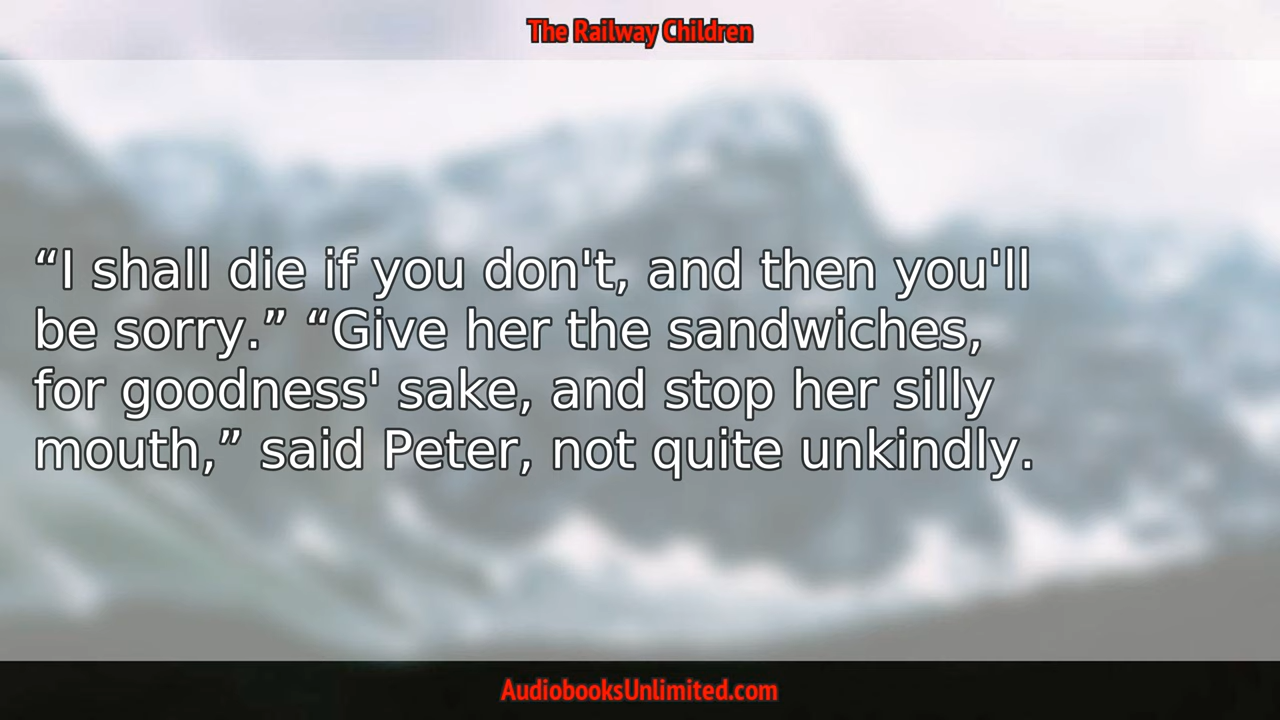 The Railway Children
“I shall die if you don't, and then you'll
be sorry.” “Give her the sandwiches,
for goodness' sake, and stop her silly
mouth,” said Peter, not quite unkindly.
AudiobooksUnlimited.com